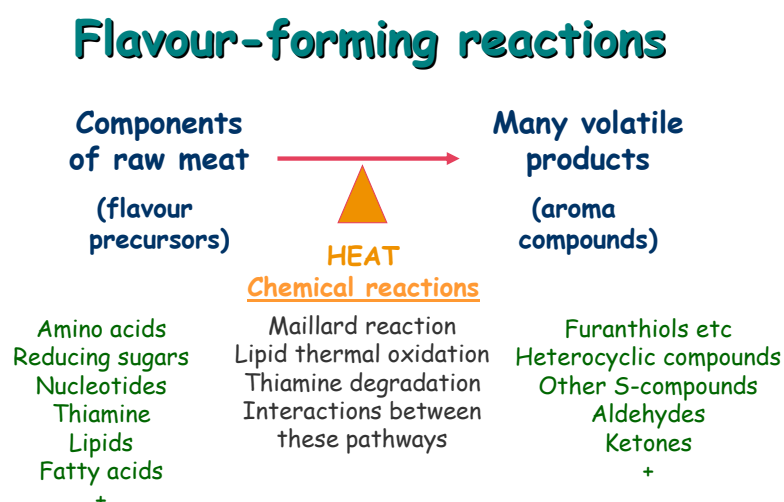 Flavour-forming reactions
Components
of raw meat
(flavour
precursors)
Many volatile
products
(aroma
compounds)
HEAT
Chemical reactions
Amino acids
Reducing sugars
Nucleotides
Thiamine
Lipids
Fatty acids
+
Maillard reaction
Lipid thermal oxidation
Thiamine degradation
Interactions between
these pathways
Furanthiols etc
Heterocyclic compounds
Other S-compounds
Aldehydes
Ketones
+